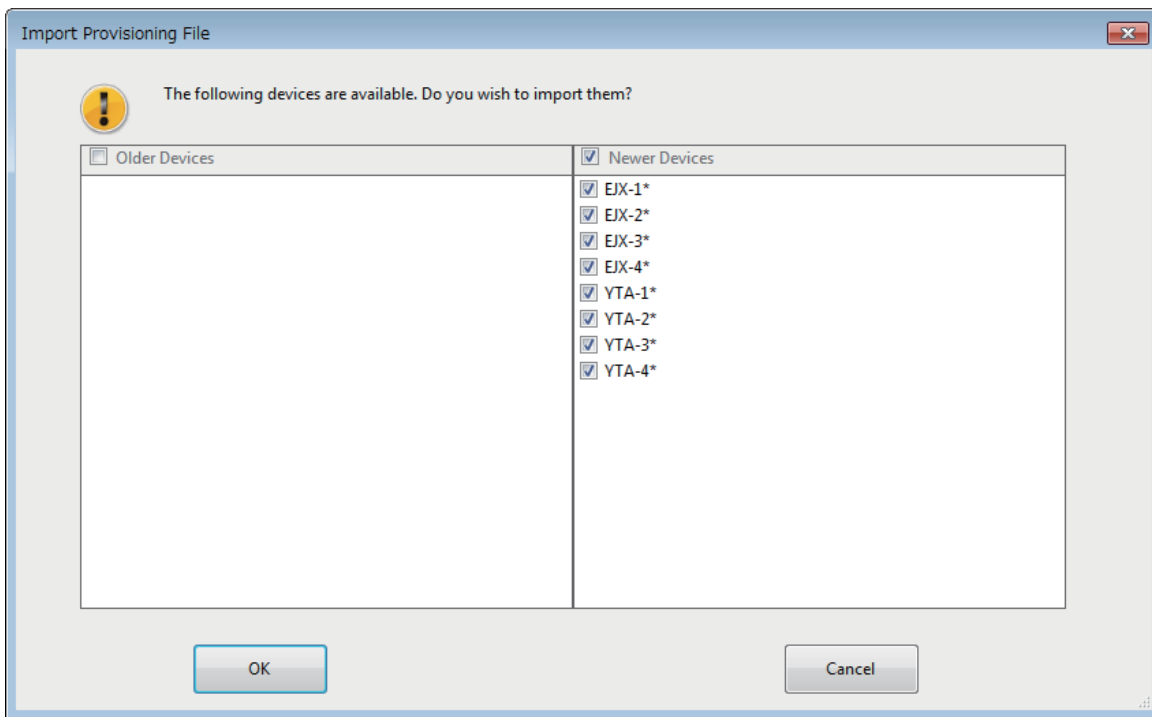 Import Provisioning File
The following devices are available. Do you wish to import them?
Older Devices
Newer Devices
EJX-1*
EJX-2*
EJX-3*
EJX-4*
YTA-1*
YTA-2*
YTA-3*
YTA-4*
OK
Cancel